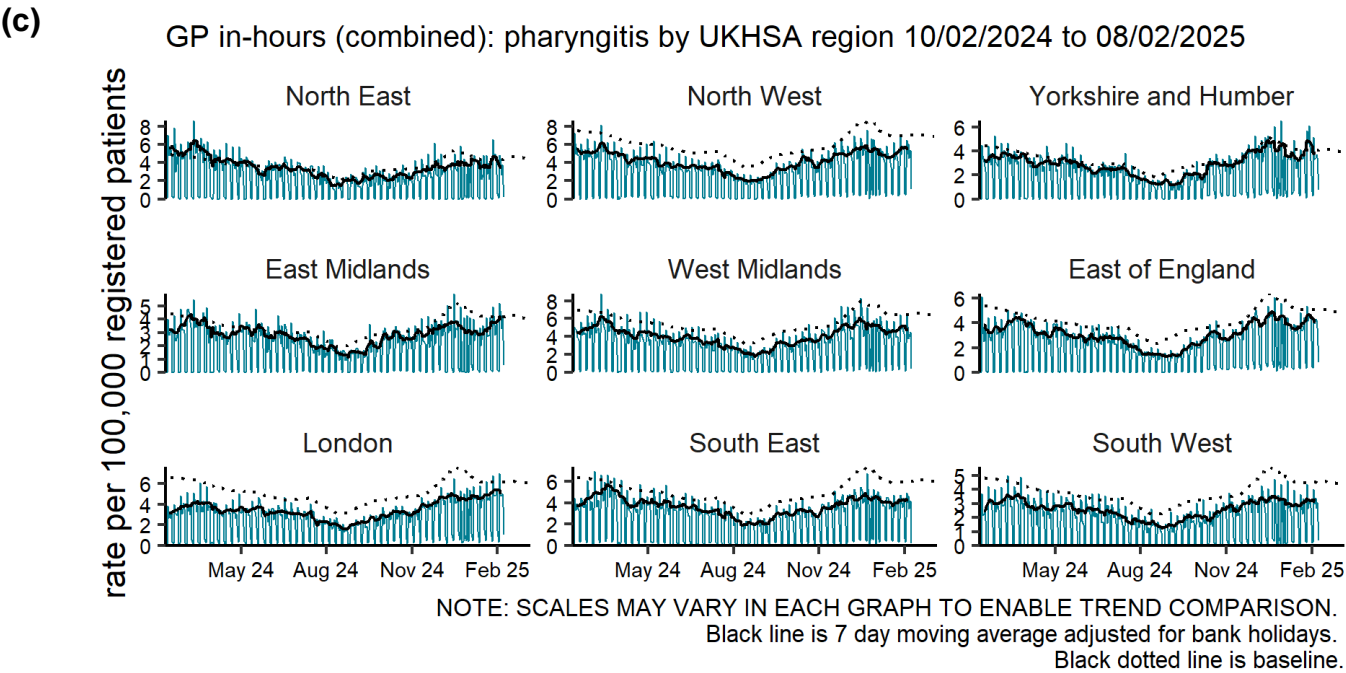 (c)
GP in-hours (combined): pharyngitis by UKHSA region 10/02/2024 to 08/02/2025
rate per 100,000 registered patients
North East
8
6
4
2
0
North West
8
6
4
2
0
Yorkshire and Humber
6
4
2
0
East Midlands
5
4
3
2
1
0
West Midlands
8
6
4
2
0
East of England
6
4
2
0
London
6
4
2
0
May 24 Aug 24 Nov 24 Feb 25
South East
6
4
2
0
May 24 Aug 24 Nov 24 Feb 25
South West
5
4
3
2
1
0
May 24 Aug 24 Nov 24 Feb 25
NOTE: SCALES MAY VARY IN EACH GRAPH TO ENABLE TREND COMPARISON.
Black line is 7 day moving average adjusted for bank holidays.
Black dotted line is baseline.